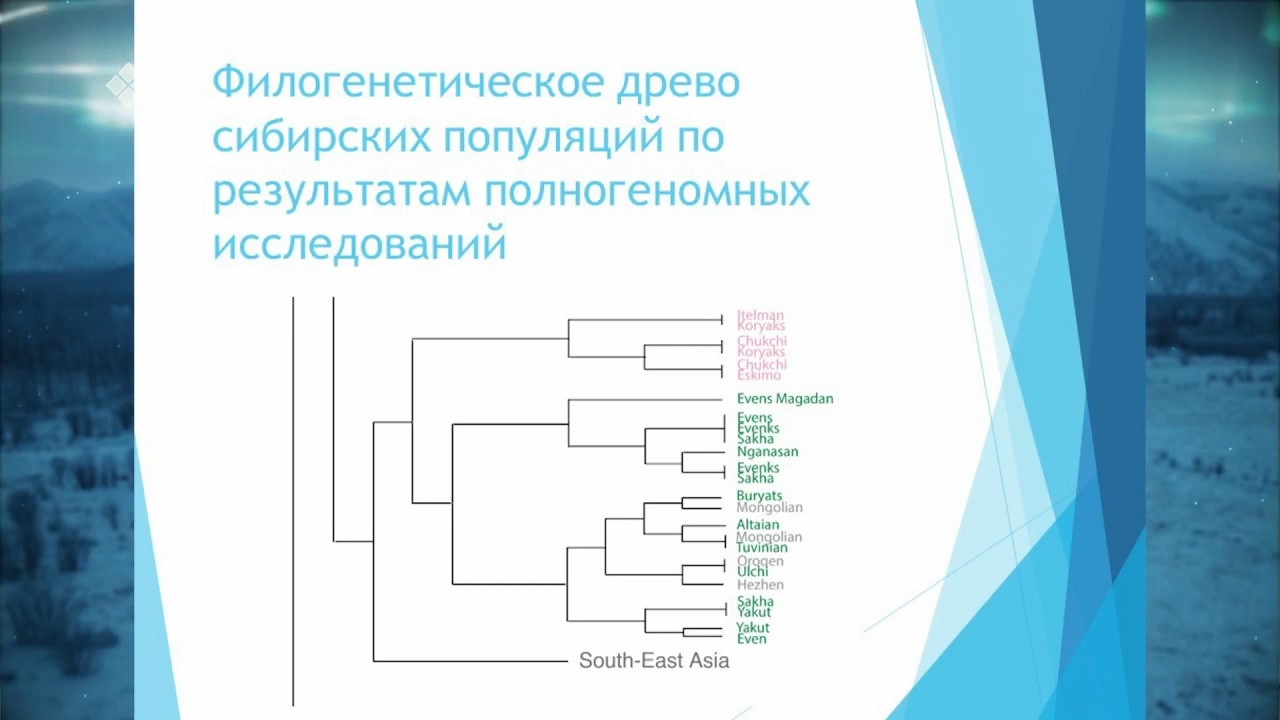 Филогенетическое древо
сибирских популяций по
результатам полногеномных
исследований
Itelman
Koryaks
Chukchi
Koryaks
Chukchi
Eskimo
Evens Magadan
Evens
Evenks
Sakha
Nganasan
Evenks
Sakha
Buryats
Mongolian
Altaian
Mongolian
Tuvinian
Oroqen
Ulchi
Hezhen
Sakha
Yakut
Yakut
Even
South-East Asia